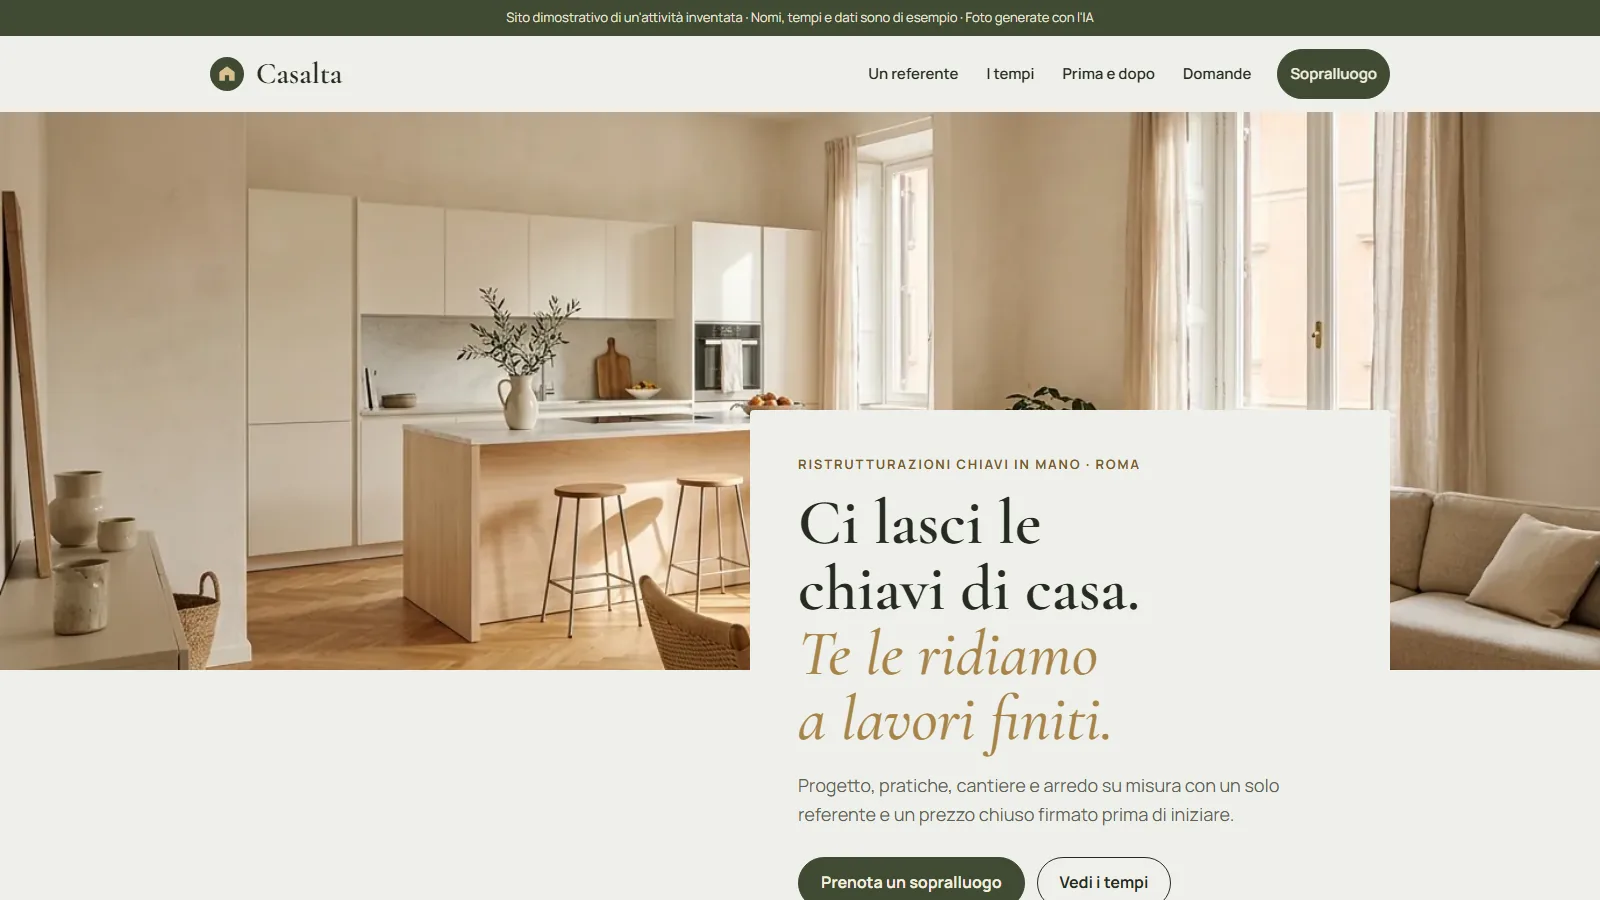 Sito dimostrativo di un'attività inventata · Nomi, tempi e dati sono di esempio · Foto generate con l'IA
Casalta
Un referente
I tempi
Prima e dopo
Domande
Sopralluogo
RISTRUTTURAZIONI CHIAVI IN MANO · ROMA
Ci lasci le
chiavi di casa.
Te le ridiamo
a lavori finiti.
Progetto, pratiche, cantiere e arredo su misura con un solo
referente e un prezzo chiuso firmato prima di iniziare.
Prenota un sopralluogo
Vedi i tempi